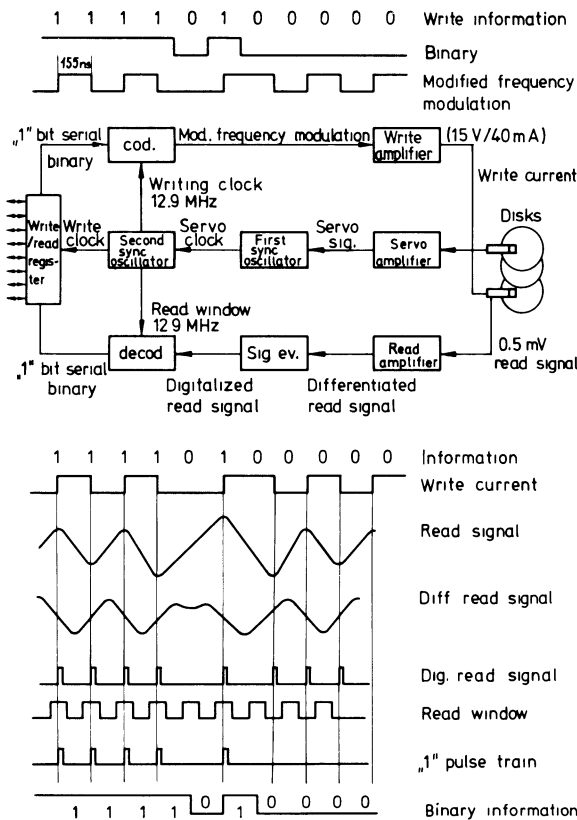 1 1 1 1 0 1 0 0 0 0 0 Write information
Binary
155ns
Modified frequency
modulation
„1" bit serial
binary
cod.
Mod. frequency modulation
Write
amplifier
(15 V/40 mA)
Write current
Writing clock
12.9 MHz
Disks
Write
/read
regis-
ter
Write
clock
Second
sync
oscillator
Servo
clock
First
sync
oscillator
Servo
sig.
Servo
amplifier
Read window
12.9 MHz
„1" bit serial
binary
decod
Digitalized
read signal
Sig ev.
Differentiated
read signal
Read
amplifier
0.5 mV
read signal
1 1 1 1 0 1 0 0 0 0 0 Information
Write current
Read signal
Diff read signal
Dig. read signal
Read window
„1" pulse train
1 1 1 1 0 1 0 0 0 0 Binary information